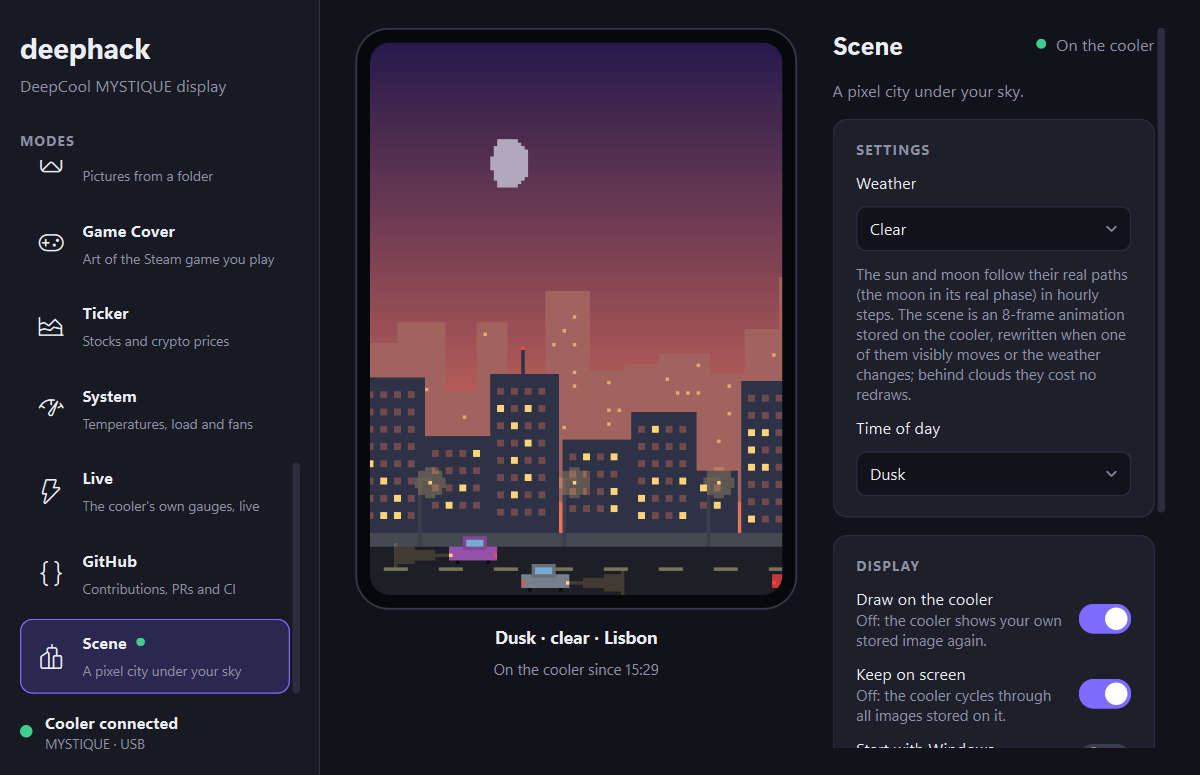 deephack
DeepCool MYSTIQUE display
MODES
Pictures from a folder
Game Cover
Art of the Steam game you play
Ticker
Stocks and crypto prices
System
Temperatures, load and fans
Live
The cooler's own gauges, live
GitHub
Contributions, PRs and CI
Scene
A pixel city under your sky
Cooler connected
MYSTIQUE · USB
Dusk · clear · Lisbon
On the cooler since 15:29
Scene
On the cooler
A pixel city under your sky.
SETTINGS
Weather
Clear
The sun and moon follow their real paths
(the moon in its real phase) in hourly
steps. The scene is an 8-frame animation
stored on the cooler, rewritten when one
of them visibly moves or the weather
changes; behind clouds they cost no
redraws.
Time of day
Dusk
DISPLAY
Draw on the cooler
Off: the cooler shows your own
stored image again.
Keep on screen
Off: the cooler cycles through
all images stored on it.
Start with Windows